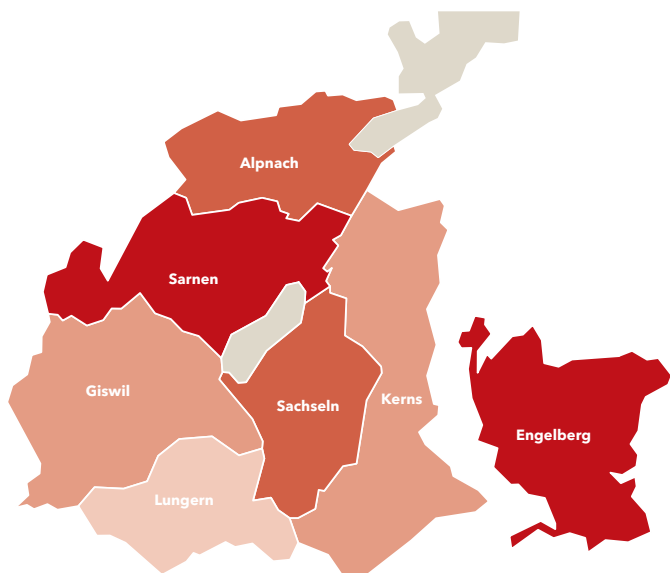 Alpnach
Sarnen
Giswil
Sachseln
Kerns
Engelberg
Lungern